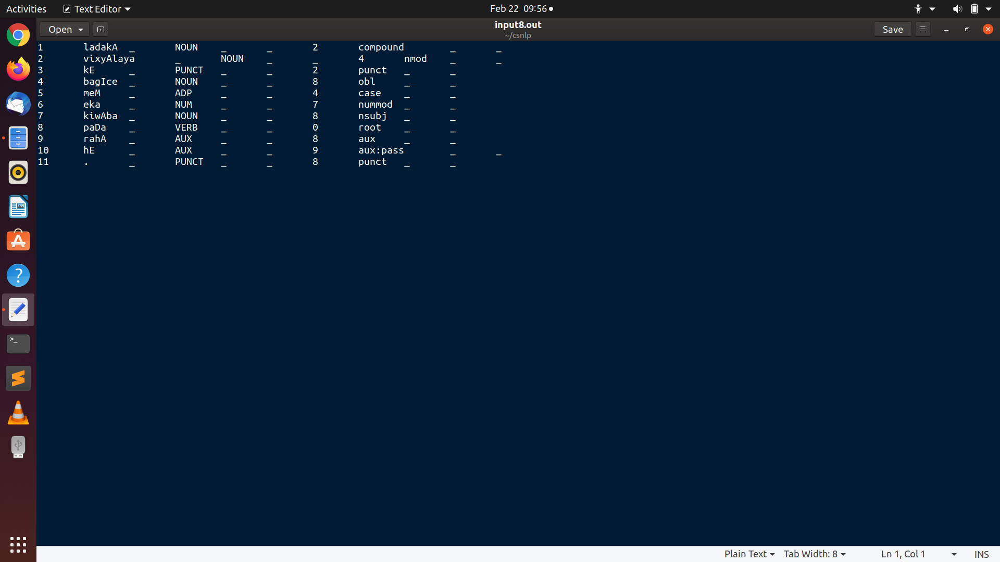 Activities Text Editor Feb 22 09:56
Open input8.out Save
~/csnlp
1 ladakA _ NOUN _ _ 2 compound _ _
2 vixyAlaya _ NOUN _ _ 4 nmod _ _
3 kE _ PUNCT _ _ 2 punct _ _
4 bagIce _ NOUN _ _ 8 obl _ _
5 meM _ ADP _ _ 4 case _ _
6 eka _ NUM _ _ 7 nummod _ _
7 kiwAba _ NOUN _ _ 8 nsubj _ _
8 paDa _ VERB _ _ 0 root _ _
9 rahA _ AUX _ _ 8 aux _ _
10 hE _ AUX _ _ 9 aux:pass _ _
11 . _ PUNCT _ _ 8 punct _ _
Plain Text Tab Width: 8 Ln 1, Col 1 INS